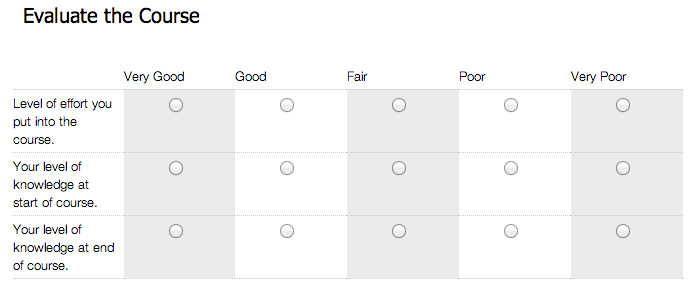 Evaluate the Course
Very Good Good Fair Poor Very Poor
Level of effort you
put into the
course.
Your level of
knowledge at
start of course.
Your level of
knowledge at end
of course.